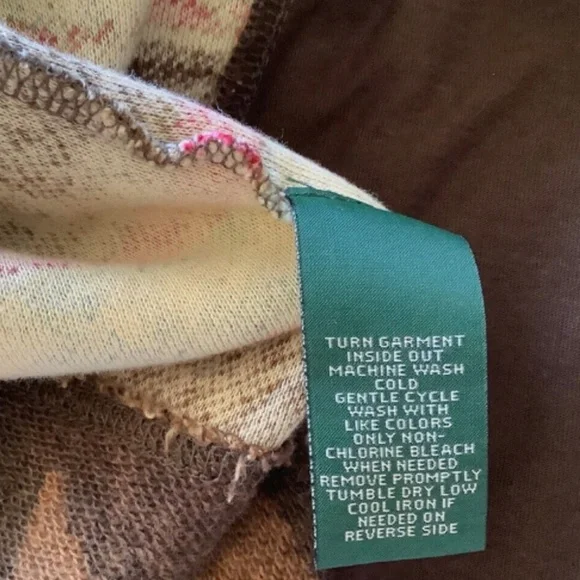 TURN GARMENT
INSIDE OUT
MACHINE WASH
COLD
GENTLE CYCLE
WASH WITH
LIKE COLORS
ONLY NON-
CHLORINE BLEACH
WHEN NEEDED
REMOVE PROMPTLY
TUMBLE DRY LOW
COOL IRON IF
NEEDED ON
REVERSE SIDE